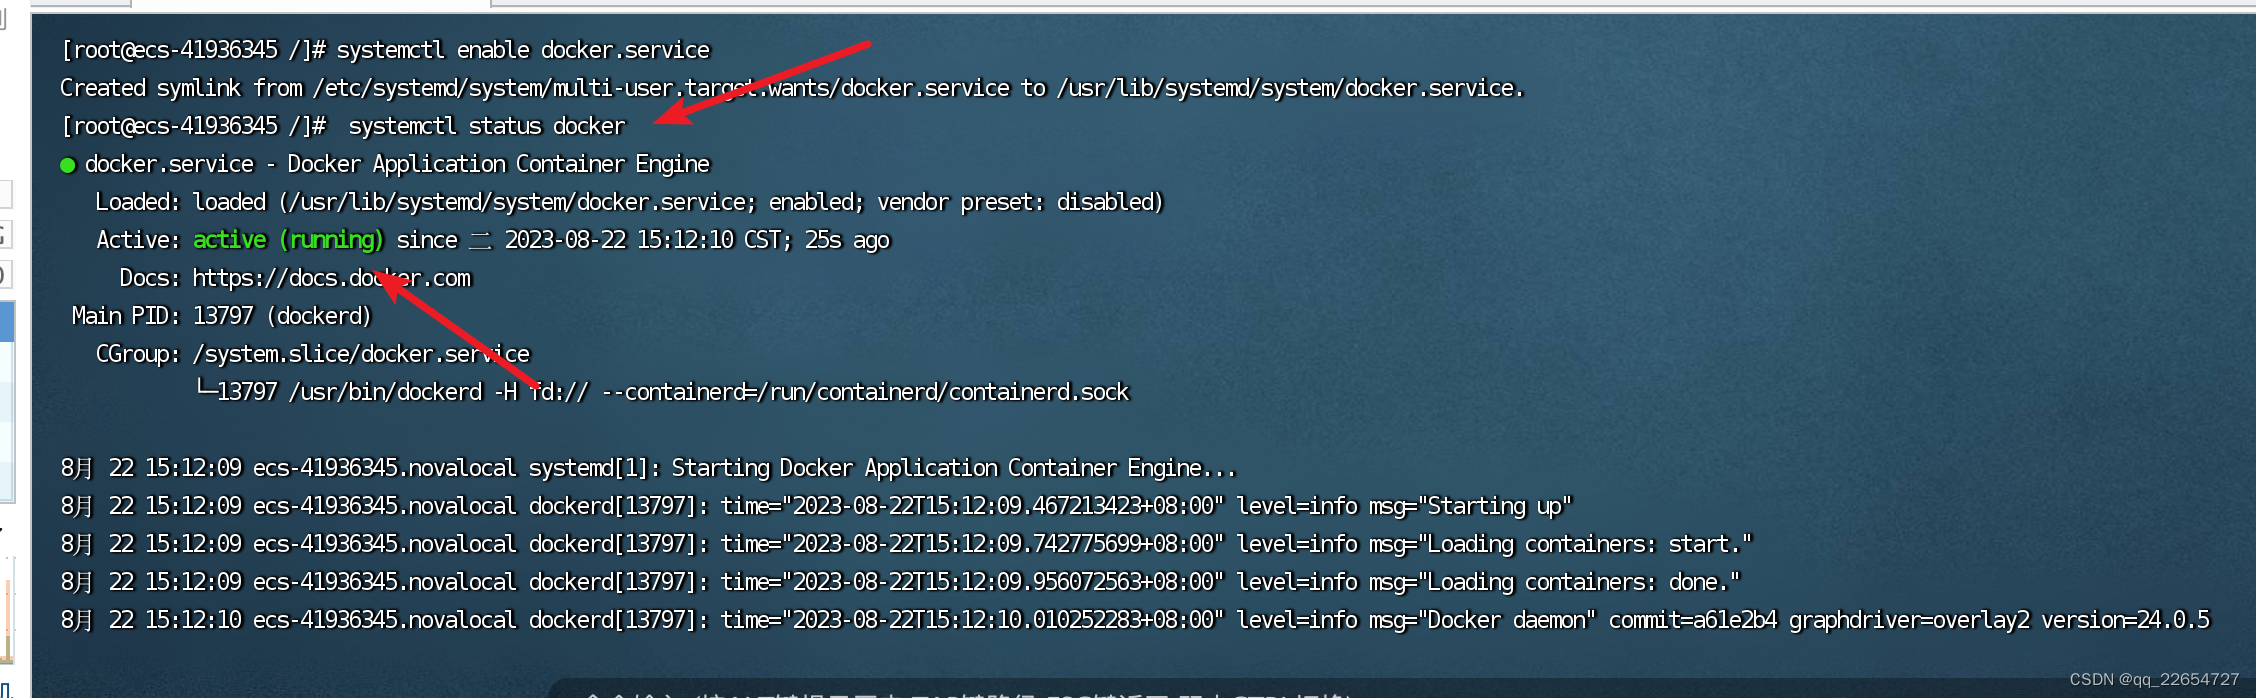 [root@ecs-41936345 /]# systemctl enable docker.service
Created symlink from /etc/systemd/system/multi-user.target.wants/docker.service to /usr/lib/systemd/system/docker.service.
[root@ecs-41936345 /]#  systemctl status docker
● docker.service - Docker Application Container Engine
   Loaded: loaded (/usr/lib/systemd/system/docker.service; enabled; vendor preset: disabled)
   Active: active (running) since 二 2023-08-22 15:12:10 CST; 25s ago
     Docs: https://docs.docker.com
 Main PID: 13797 (dockerd)
   CGroup: /system.slice/docker.service
           └─13797 /usr/bin/dockerd -H fd:// --containerd=/run/containerd/containerd.sock
8月 22 15:12:09 ecs-41936345.novalocal systemd[1]: Starting Docker Application Container Engine...
8月 22 15:12:09 ecs-41936345.novalocal dockerd[13797]: time="2023-08-22T15:12:09.467213423+08:00" level=info msg="Starting up"
8月 22 15:12:09 ecs-41936345.novalocal dockerd[13797]: time="2023-08-22T15:12:09.742775699+08:00" level=info msg="Loading containers: start."
8月 22 15:12:09 ecs-41936345.novalocal dockerd[13797]: time="2023-08-22T15:12:09.956072563+08:00" level=info msg="Loading containers: done."
8月 22 15:12:10 ecs-41936345.novalocal dockerd[13797]: time="2023-08-22T15:12:10.010252283+08:00" level=info msg="Docker daemon" commit=a61e2b4 graphdriver=overlay2 version=24.0.5
CSDN @qq_22654727